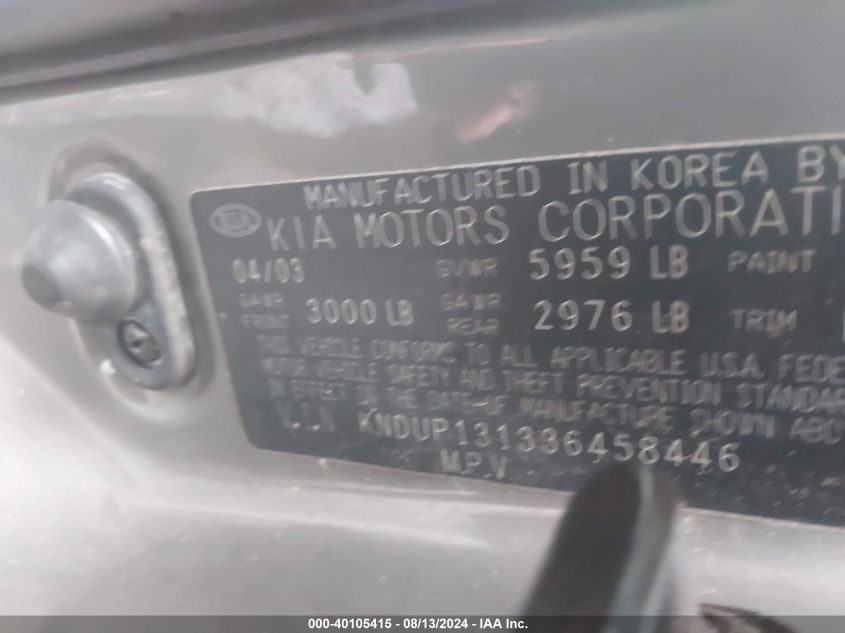 MANUFACTURED IN KOREA BY
KIA
KIA MOTORS CORPORATI
04/03 GVWR 5959 LB PAINT
GAWR FRONT 3000 LB GAWR REAR 2976 LB TRIM
THIS VEHICLE CONFORMS TO ALL APPLICABLE U.S.A. FEDE
MOTOR VEHICLE SAFETY AND THEFT PREVENTION STANDAR
IN EFFECT ON THE DATE OF MANUFACTURE SHOWN ABO
V.I.N KNDUP131336458446
M.P.V
000-40105415 - 08/13/2024 - IAA Inc.